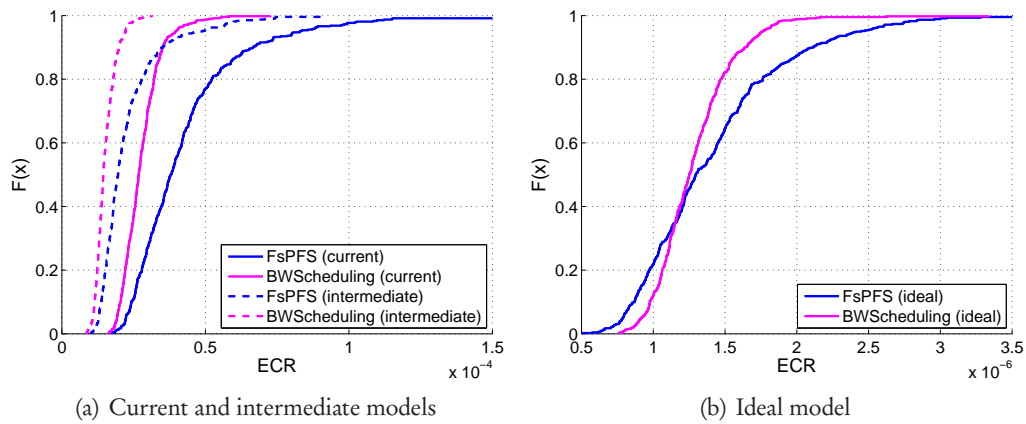 1
0.8
0.6
0.4
0.2
0
F(x)
0 0.5 1 1.5
ECR
x 10⁻⁴
FsPFS (current)
BWScheduling (current)
FsPFS (intermediate)
BWScheduling (intermediate)
(a) Current and intermediate models
1
0.8
0.6
0.4
0.2
0
F(x)
0.5 1 1.5 2 2.5 3 3.5
ECR
x 10⁻⁶
FsPFS (ideal)
BWScheduling (ideal)
(b) Ideal model